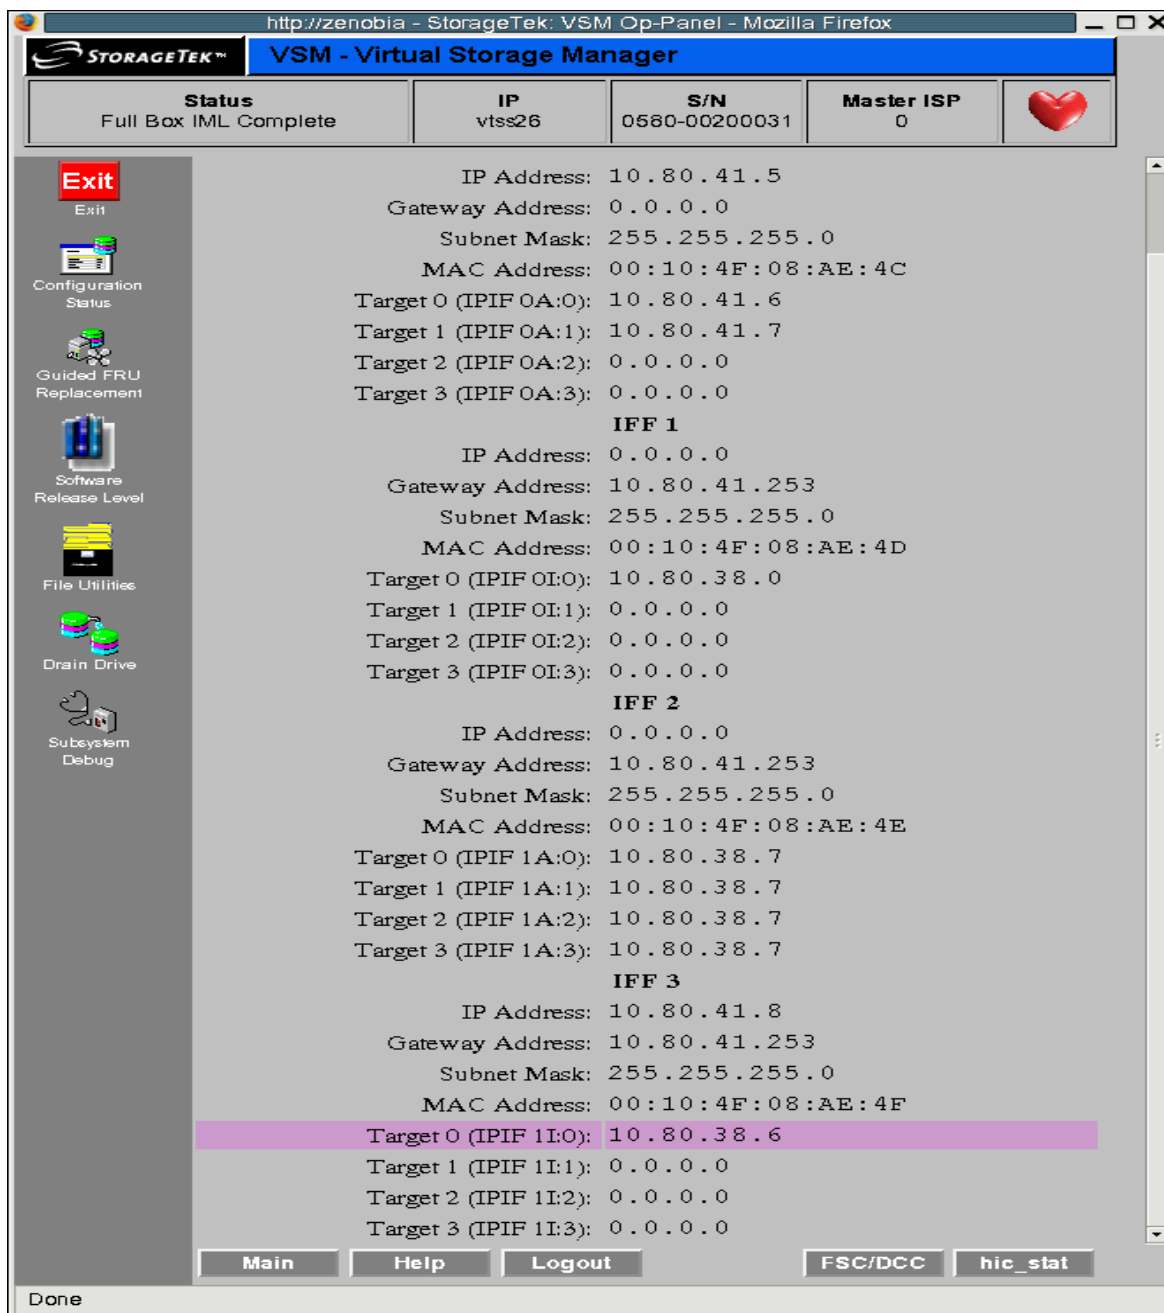 http://zenobia - StorageTek: VSM Op-Panel - Mozilla Firefox
STORAGETEK™ VSM - Virtual Storage Manager
Status IP S/N Master ISP
Full Box IML Complete vtss26 0580-00200031 0
Exit
Exit
Configuration
Status
Guided FRU
Replacement
Software
Release Level
File Utilities
Drain Drive
Subsystem
Debug
IP Address: 10.80.41.5
Gateway Address: 0.0.0.0
Subnet Mask: 255.255.255.0
MAC Address: 00:10:4F:08:AE:4C
Target 0 (IPIF 0A:0): 10.80.41.6
Target 1 (IPIF 0A:1): 10.80.41.7
Target 2 (IPIF 0A:2): 0.0.0.0
Target 3 (IPIF 0A:3): 0.0.0.0
IFF 1
IP Address: 0.0.0.0
Gateway Address: 10.80.41.253
Subnet Mask: 255.255.255.0
MAC Address: 00:10:4F:08:AE:4D
Target 0 (IPIF 0I:0): 10.80.38.0
Target 1 (IPIF 0I:1): 0.0.0.0
Target 2 (IPIF 0I:2): 0.0.0.0
Target 3 (IPIF 0I:3): 0.0.0.0
IFF 2
IP Address: 0.0.0.0
Gateway Address: 10.80.41.253
Subnet Mask: 255.255.255.0
MAC Address: 00:10:4F:08:AE:4E
Target 0 (IPIF 1A:0): 10.80.38.7
Target 1 (IPIF 1A:1): 10.80.38.7
Target 2 (IPIF 1A:2): 10.80.38.7
Target 3 (IPIF 1A:3): 10.80.38.7
IFF 3
IP Address: 10.80.41.8
Gateway Address: 10.80.41.253
Subnet Mask: 255.255.255.0
MAC Address: 00:10:4F:08:AE:4F
Target 0 (IPIF 1I:0): 10.80.38.6
Target 1 (IPIF 1I:1): 0.0.0.0
Target 2 (IPIF 1I:2): 0.0.0.0
Target 3 (IPIF 1I:3): 0.0.0.0
Main Help Logout FSC/DCC hic_stat
Done